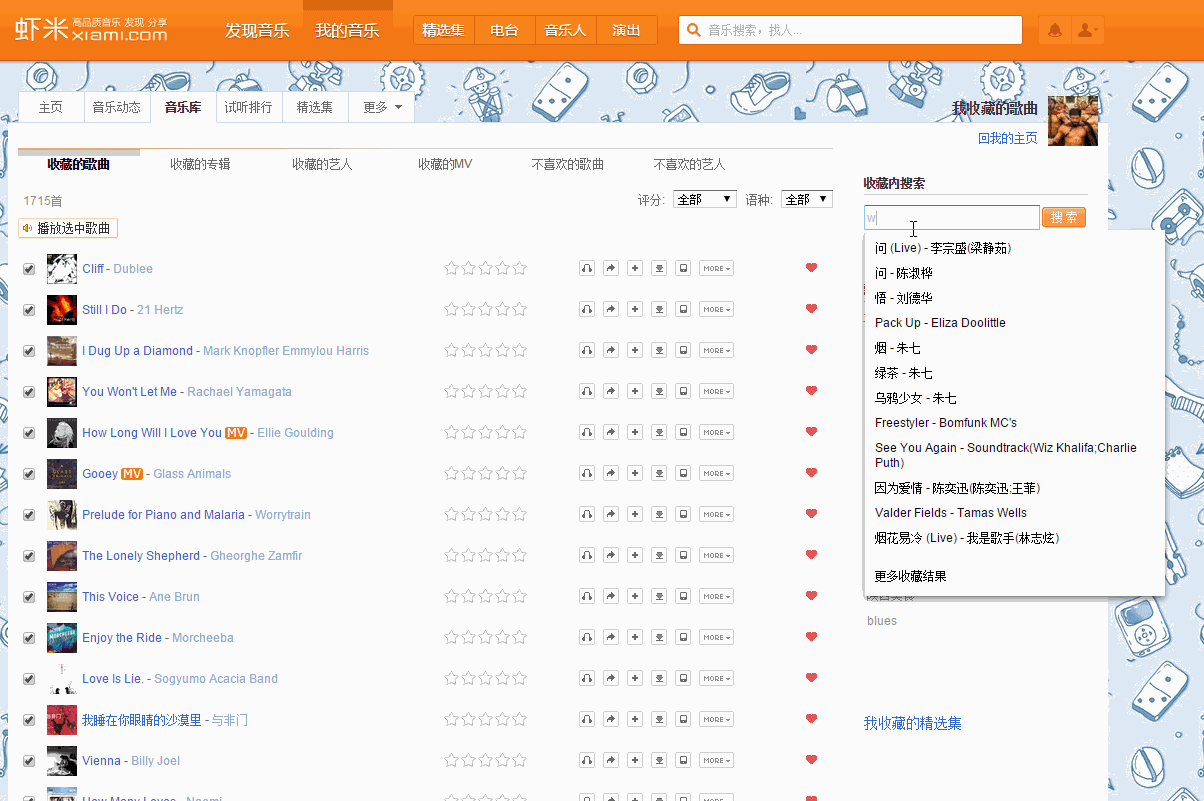 虾米 高品质音乐 发现 分享
xiami.com
发现音乐 我的音乐 精选集 电台 音乐人 演出 音乐搜索，找人...
主页 音乐动态 音乐库 试听排行 精选集 更多
我收藏的歌曲
回我的主页
收藏的歌曲 收藏的专辑 收藏的艺人 收藏的MV 不喜欢的歌曲 不喜欢的艺人
1715首 评分: 全部 语种: 全部
播放选中歌曲
Cliff - Dublee MORE
Still I Do - 21 Hertz MORE
I Dug Up a Diamond - Mark Knopfler Emmylou Harris MORE
You Won't Let Me - Rachael Yamagata MORE
How Long Will I Love You MV - Ellie Goulding MORE
Gooey MV - Glass Animals MORE
Prelude for Piano and Malaria - Worrytrain MORE
The Lonely Shepherd - Gheorghe Zamfir MORE
This Voice - Ane Brun MORE
Enjoy the Ride - Morcheeba MORE
Love Is Lie. - Sogyumo Acacia Band MORE
我睡在你眼睛的沙漠里 - 与非门 MORE
Vienna - Billy Joel MORE
收藏内搜索
w 搜 索
问 (Live) - 李宗盛(梁静茹)
问 - 陈淑桦
悟 - 刘德华
Pack Up - Eliza Doolittle
烟 - 朱七
绿茶 - 朱七
乌鸦少女 - 朱七
Freestyler - Bomfunk MC's
See You Again - Soundtrack(Wiz Khalifa;Charlie
Puth)
因为爱情 - 陈奕迅(陈奕迅;王菲)
Valder Fields - Tamas Wells
烟花易冷 (Live) - 我是歌手(林志炫)
更多收藏结果
blues
我收藏的精选集